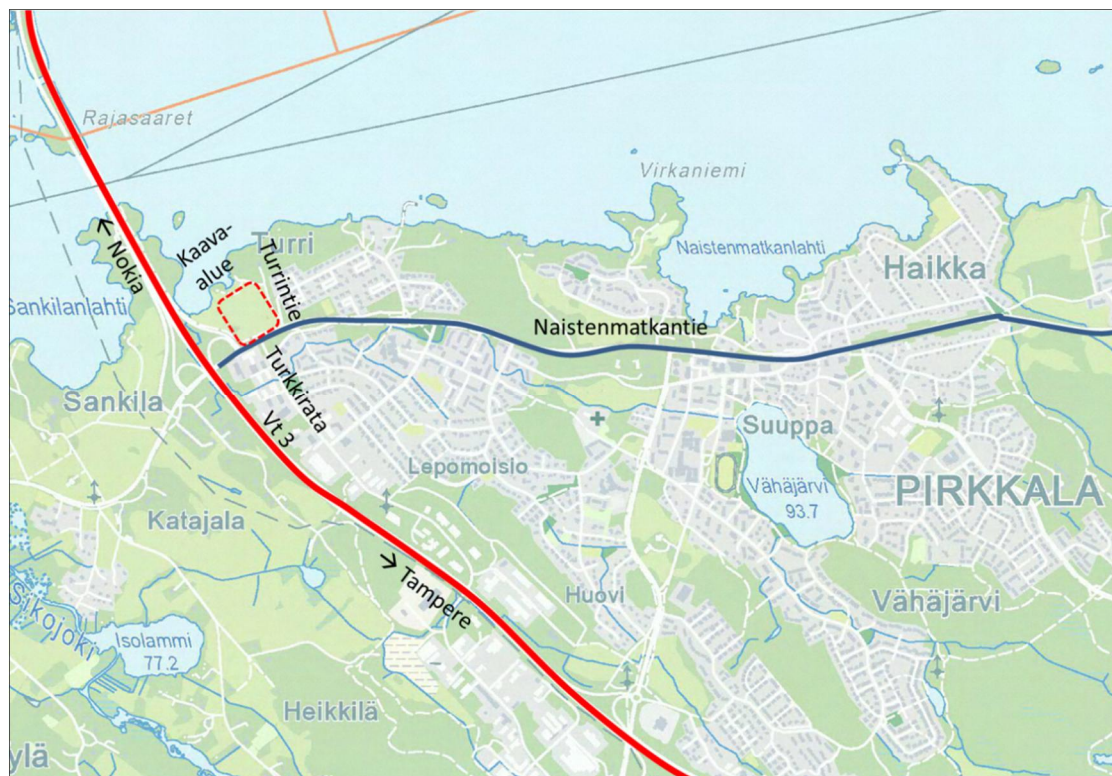 Rajasaaret
Virkaniemi
← Nokia
Kaava-
alue
Turri
Turrintie
Naistenmatkanlahti
Haikka
Sankilanlahti
Naistenmatkantie
Turkkirata
Sankila
Vt 3
Suuppa
Lepomoisio
Vähäjärvi
93.7
PIRKKALA
Katajala
→ Tampere
Huovi
Vähäjärvi
Sikojoki
Isolammi
77.2
Heikkilä
ylä